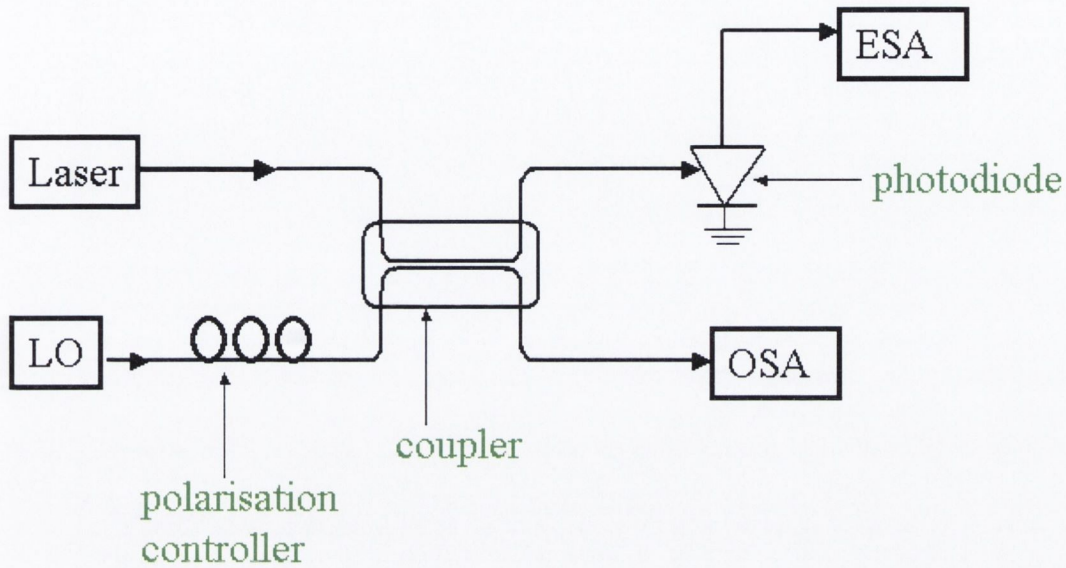 ESA
Laser
photodiode
LO
OSA
coupler
polarisation
controller